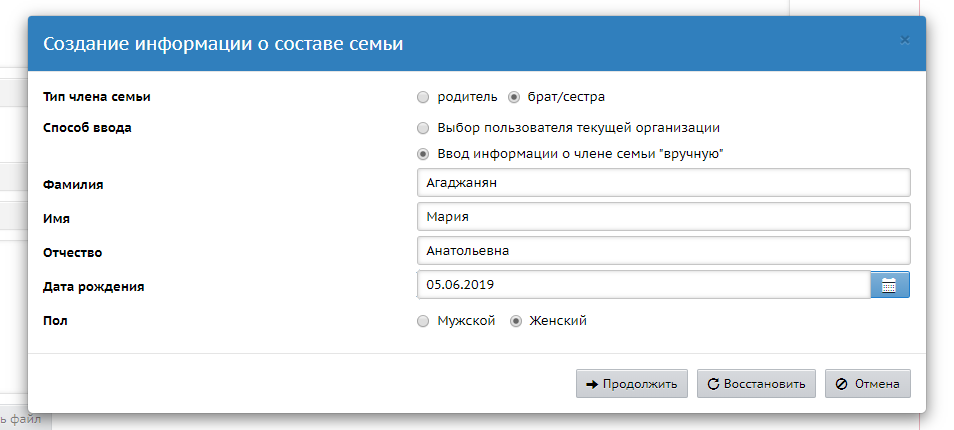 Создание информации о составе семьи
×
Тип члена семьи родитель брат/сестра
Способ ввода Выбор пользователя текущей организации
Ввод информации о члене семьи "вручную"
Фамилия Агаджанян
Имя Мария
Отчество Анатольевна
Дата рождения 05.06.2019
Пол Мужской Женский
Продолжить Восстановить Отмена
ь файл